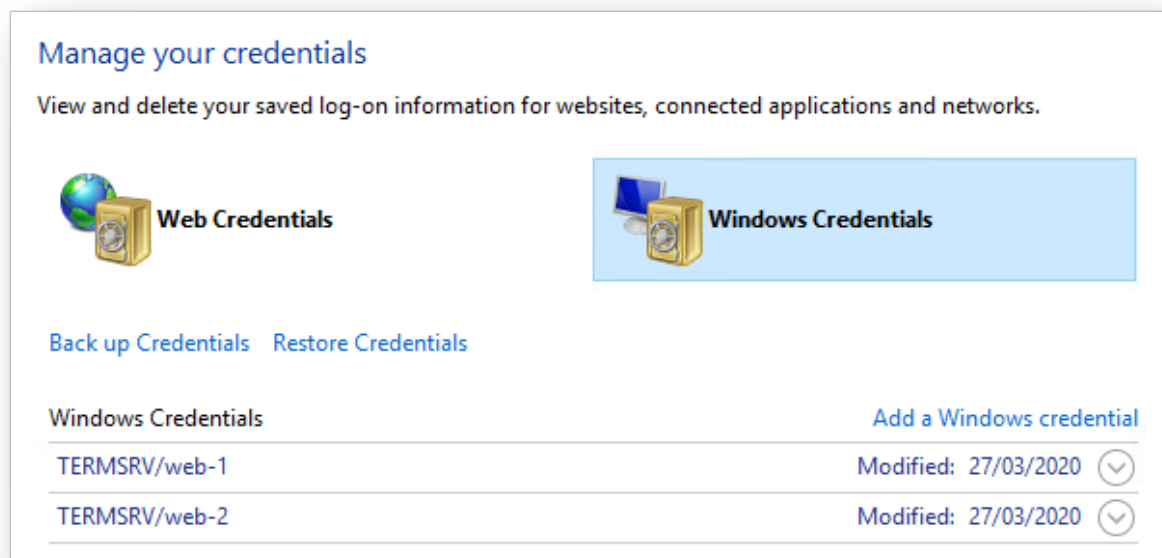 Manage your credentials
View and delete your saved log-on information for websites, connected applications and networks.
Web Credentials
Windows Credentials
Back up Credentials Restore Credentials
Windows Credentials Add a Windows credential
TERMSRV/web-1 Modified: 27/03/2020
TERMSRV/web-2 Modified: 27/03/2020